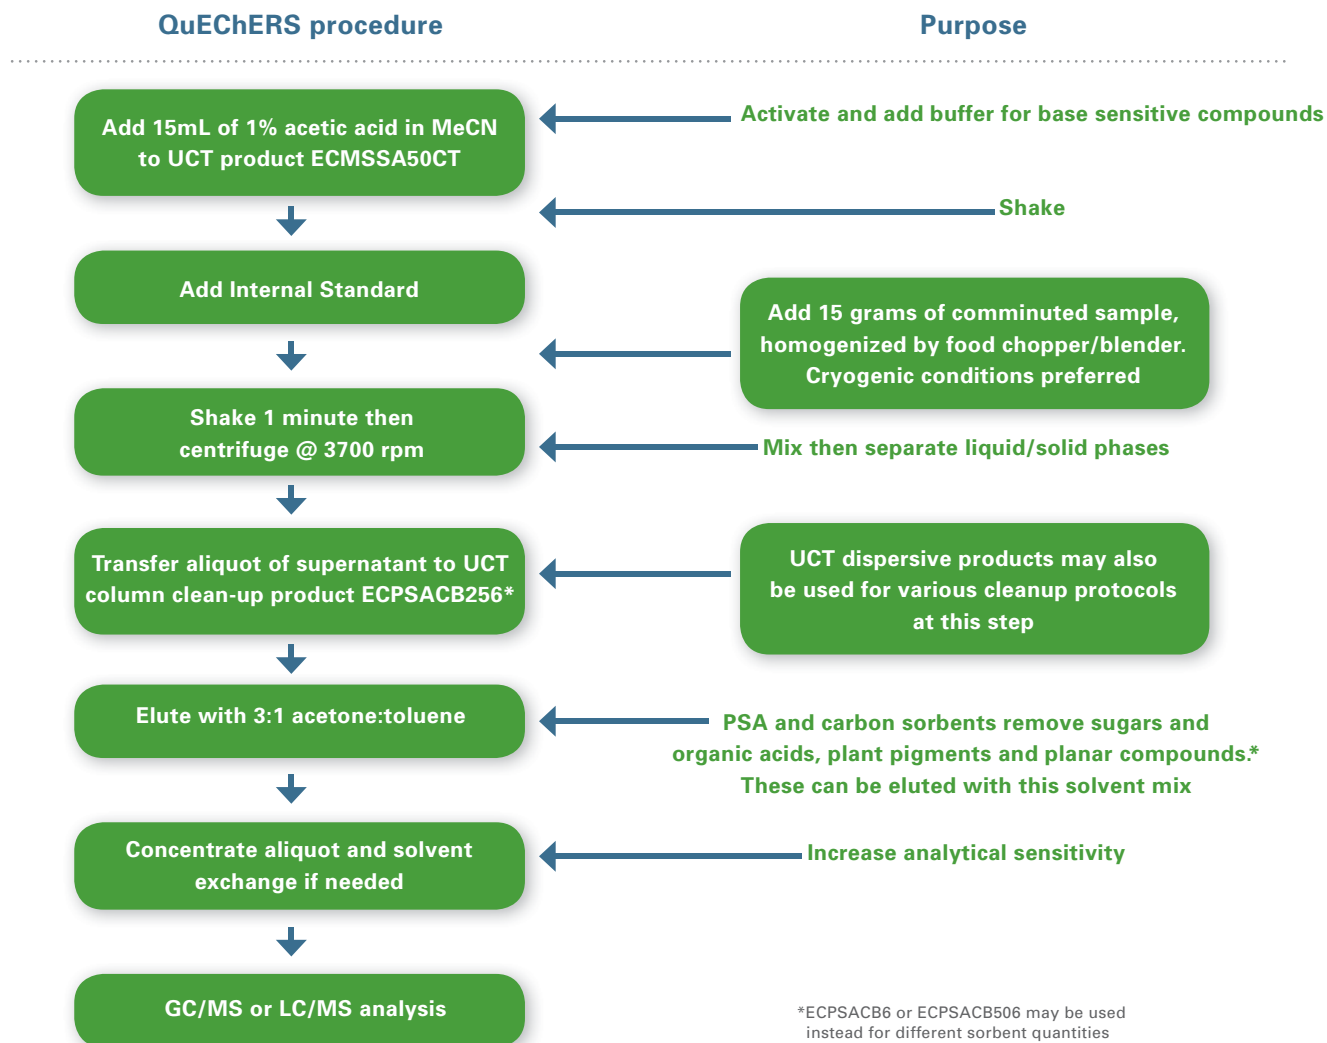 QuEChERS procedure
Purpose
Add 15mL of 1% acetic acid in MeCN
to UCT product ECMSSA50CT
Activate and add buffer for base sensitive compounds
Shake
Add Internal Standard
Add 15 grams of comminuted sample,
homogenized by food chopper/blender.
Cryogenic conditions preferred
Shake 1 minute then
centrifuge @ 3700 rpm
Mix then separate liquid/solid phases
Transfer aliquot of supernatant to UCT
column clean-up product ECPSACB256*
UCT dispersive products may also
be used for various cleanup protocols
at this step
Elute with 3:1 acetone:toluene
PSA and carbon sorbents remove sugars and
organic acids, plant pigments and planar compounds.*
These can be eluted with this solvent mix
Concentrate aliquot and solvent
exchange if needed
Increase analytical sensitivity
GC/MS or LC/MS analysis
*ECPSACB6 or ECPSACB506 may be used
instead for different sorbent quantities